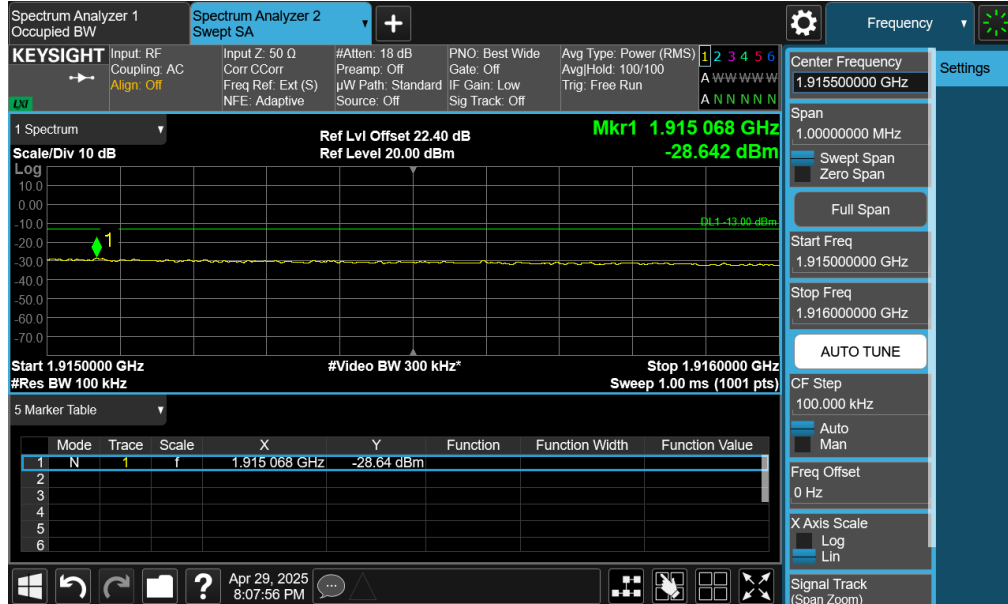 Spectrum Analyzer 1
Occupied BW
Spectrum Analyzer 2
Swept SA
Frequency
KEYSIGHT
LXI
Input: RF
Coupling: AC
Align: Off
Input Z: 50 Ω
Corr CCorr
Freq Ref: Ext (S)
NFE: Adaptive
#Atten: 18 dB
Preamp: Off
µW Path: Standard
Source: Off
PNO: Best Wide
Gate: Off
IF Gain: Low
Sig Track: Off
Avg Type: Power (RMS)
Avg|Hold: 100/100
Trig: Free Run
1 2 3 4 5 6
A W W W W W
A N N N N N
1 Spectrum
Scale/Div 10 dB
Ref Lvl Offset 22.40 dB
Ref Level 20.00 dBm
Mkr1 1.915 068 GHz
-28.642 dBm
Log
10.0
0.00
-10.0
-20.0
-30.0
-40.0
-50.0
-60.0
-70.0
DL1 -13.00 dBm
1
Start 1.9150000 GHz
#Video BW 300 kHz*
Stop 1.9160000 GHz
#Res BW 100 kHz
Sweep 1.00 ms (1001 pts)
5 Marker Table
Mode Trace Scale X Y Function Function Width Function Value
1 N 1 f 1.915 068 GHz -28.64 dBm
2
3
4
5
6
Apr 29, 2025
8:07:56 PM
Center Frequency
1.915500000 GHz
Settings
Span
1.00000000 MHz
Swept Span
Zero Span
Full Span
Start Freq
1.915000000 GHz
Stop Freq
1.916000000 GHz
AUTO TUNE
CF Step
100.000 kHz
Auto
Man
Freq Offset
0 Hz
X Axis Scale
Log
Lin
Signal Track
(Span Zoom)